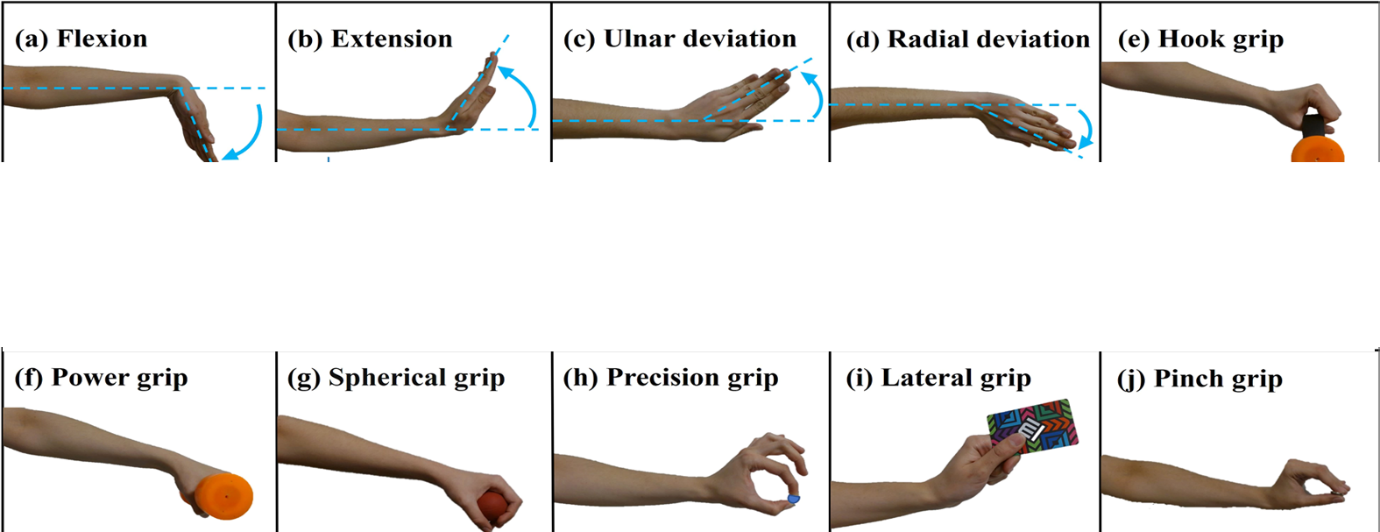 (a) Flexion
(b) Extension
(c) Ulnar deviation
(d) Radial deviation
(e) Hook grip
(f) Power grip
(g) Spherical grip
(h) Precision grip
(i) Lateral grip
(j) Pinch grip